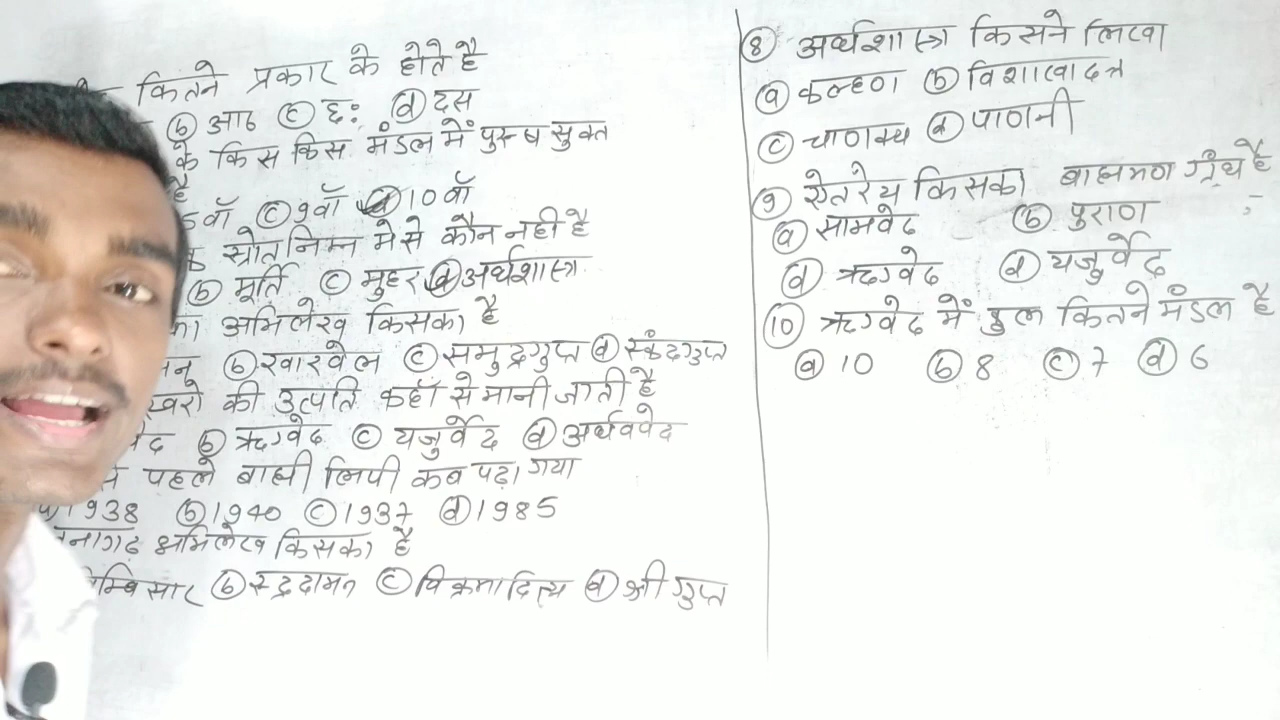 कितने प्रकार के होते है
ⓑ आठ ⓒ छ: ⓓ दस
के किस किस मंडल में पुरुष सुक्त
है
5वाँ ⓒ 9वाँ ⓓ 10वाँ
स्रोत निम्न मे से कौन नही है
ⓑ मूर्ति ⓒ मुहर ⓓ अर्थशास्त्र
का अभिलेख किसका है
ⓑ खारवेल ⓒ समुद्रगुप्त ⓓ स्कंदगुप्त
की उत्पति कहाँ से मानी जाती है
ⓑ ऋग्वेद ⓒ यजुर्वेद ⓓ अर्थववेद
पहले बाह्मी लिपी कब पढ़ा गया
1938 ⓑ 1940 ⓒ 1937 ⓓ 1985
नागढ़ अभिलेख किसका है
म्बिसार ⓑ रुद्रदामन ⓒ विक्रमादित्य ⓓ श्री गुप्त
⑧ अर्थशास्त्र किसने लिखा
ⓐ कल्हण ⓑ विशाखादत्त
ⓒ चाणक्य ⓓ पाणनी
⑨ ऐतरेय किसका बाह्मण ग्रंथ है
ⓐ सामवेद ⓑ पुराण
ⓓ ऋग्वेद ⓓ यजुर्वेद
⑩ ऋग्वेद में कुल कितने मंडल है
ⓐ 10 ⓑ 8 ⓒ 7 ⓓ 6